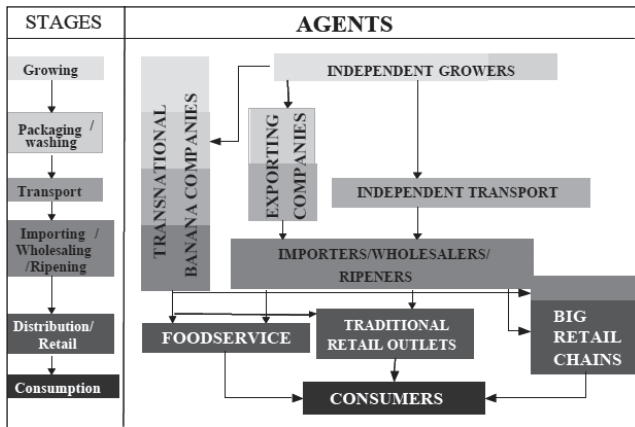 STAGES
AGENTS
Growing
Packaging /
washing
Transport
Importing /
Wholesaling
/Ripening
Distribution/
Retail
Consumption
TRANSNATIONAL
BANANA COMPANIES
EXPORTING
COMPANIES
INDEPENDENT GROWERS
INDEPENDENT TRANSPORT
IMPORTERS/WHOLESALERS/
RIPENERS
FOODSERVICE
TRADITIONAL
RETAIL OUTLETS
BIG
RETAIL
CHAINS
CONSUMERS